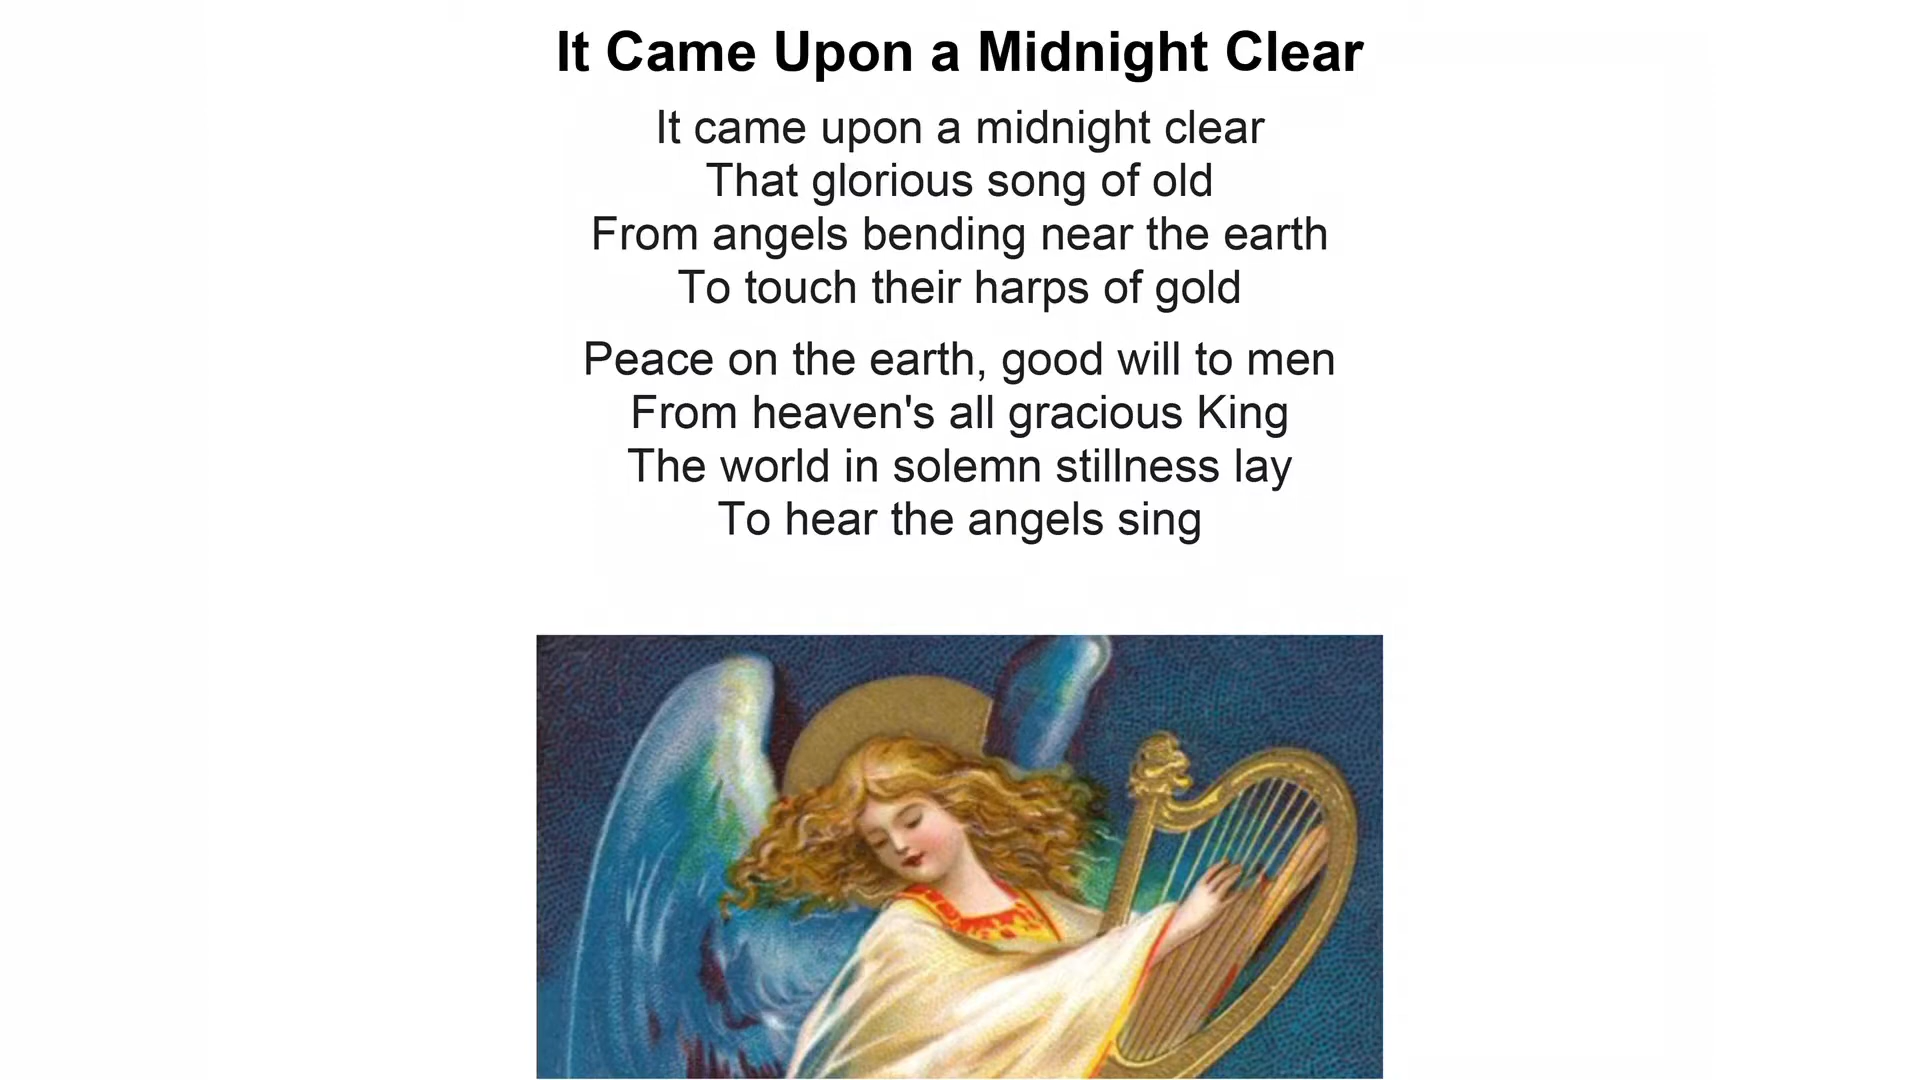 It Came Upon a Midnight Clear
It came upon a midnight clear
That glorious song of old
From angels bending near the earth
To touch their harps of gold
Peace on the earth, good will to men
From heaven's all gracious King
The world in solemn stillness lay
To hear the angels sing